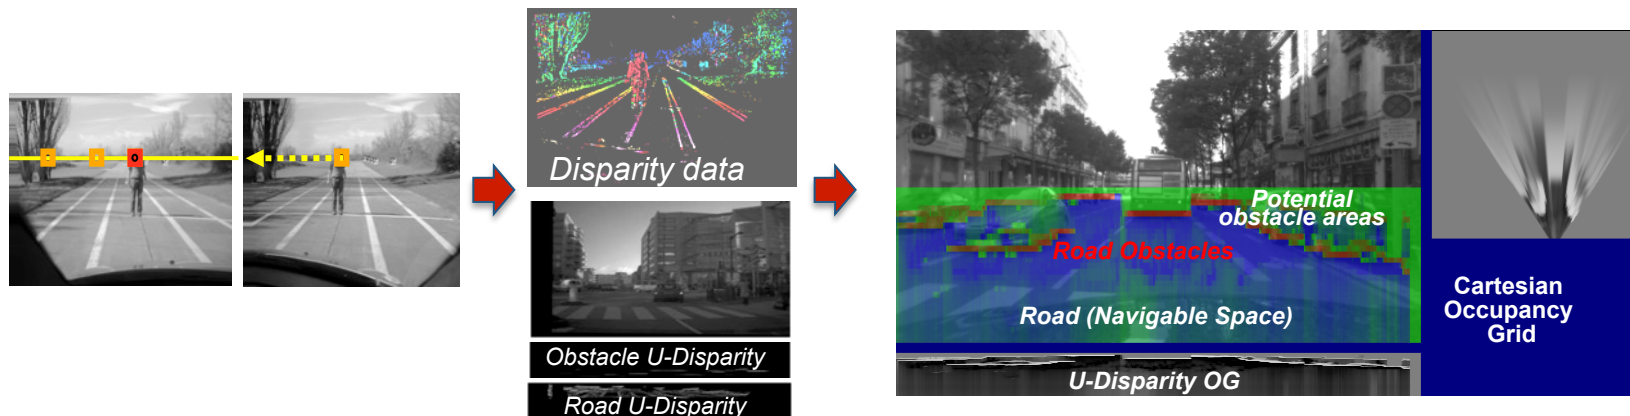 Disparity data
Obstacle U-Disparity
Road U-Disparity
Potential
obstacle areas
Road Obstacles
Road (Navigable Space)
U-Disparity OG
Cartesian
Occupancy
Grid